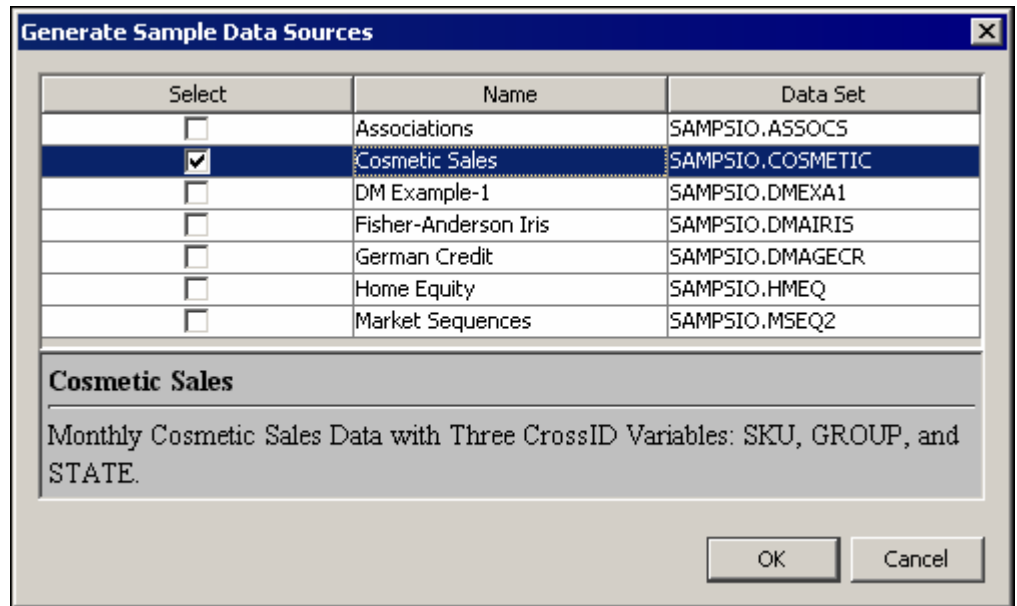 Generate Sample Data Sources
Select Name Data Set
Associations SAMPSIO.ASSOCS
Cosmetic Sales SAMPSIO.COSMETIC
DM Example-1 SAMPSIO.DMEXA1
Fisher-Anderson Iris SAMPSIO.DMAIRIS
German Credit SAMPSIO.DMAGECR
Home Equity SAMPSIO.HMEQ
Market Sequences SAMPSIO.MSEQ2
Cosmetic Sales
Monthly Cosmetic Sales Data with Three CrossID Variables: SKU, GROUP, and
STATE.
OK Cancel